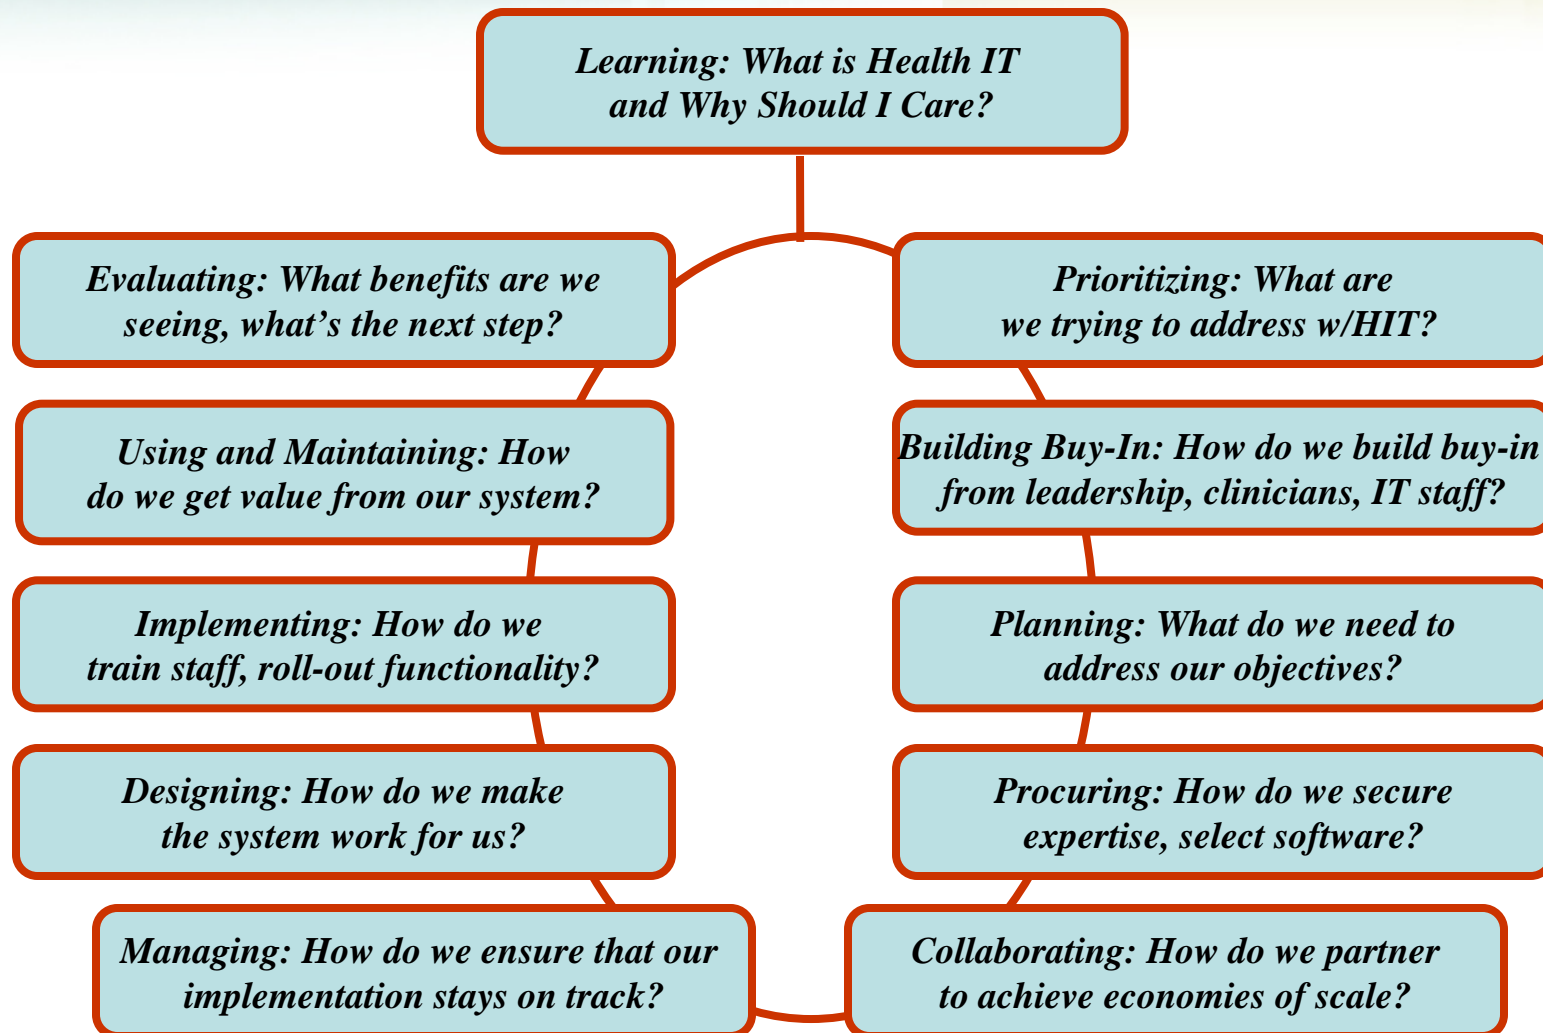 Learning: What is Health IT
and Why Should I Care?
Evaluating: What benefits are we
seeing, what's the next step?
Prioritizing: What are
we trying to address w/HIT?
Using and Maintaining: How
do we get value from our system?
Building Buy-In: How do we build buy-in
from leadership, clinicians, IT staff?
Implementing: How do we
train staff, roll-out functionality?
Planning: What do we need to
address our objectives?
Designing: How do we make
the system work for us?
Procuring: How do we secure
expertise, select software?
Managing: How do we ensure that our
implementation stays on track?
Collaborating: How do we partner
to achieve economies of scale?